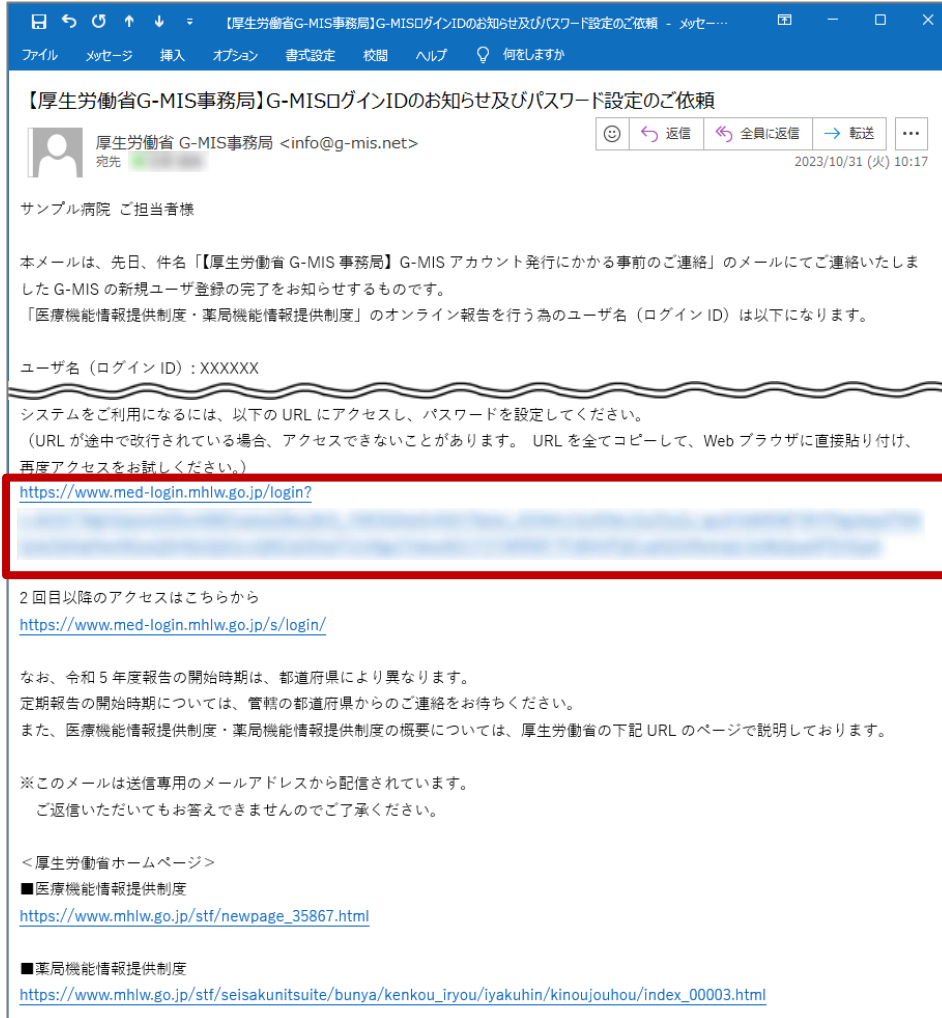 【厚生労働省G-MIS事務局】G-MISログインIDのお知らせ及びパスワード設定のご依頼 - メッセー…
ファイル メッセージ 挿入 オプション 書式設定 校閲 ヘルプ 何をしますか
【厚生労働省G-MIS事務局】G-MISログインIDのお知らせ及びパスワード設定のご依頼
厚生労働省 G-MIS事務局 <info@g-mis.net>
返信 全員に返信 転送
宛先
2023/10/31 (火) 10:17
サンプル病院 ご担当者様
本メールは、先日、件名「【厚生労働省 G-MIS 事務局】G-MIS アカウント発行にかかる事前のご連絡」のメールにてご連絡いたしま
した G-MIS の新規ユーザ登録の完了をお知らせするものです。
「医療機能情報提供制度・薬局機能情報提供制度」のオンライン報告を行う為のユーザ名（ログイン ID）は以下になります。
ユーザ名（ログイン ID）: XXXXXX
システムをご利用になるには、以下の URL にアクセスし、パスワードを設定してください。
（URL が途中で改行されている場合、アクセスできないことがあります。 URL を全てコピーして、Web ブラウザに直接貼り付け、
再度アクセスをお試しください。）
https://www.med-login.mhlw.go.jp/login?
2 回目以降のアクセスはこちらから
https://www.med-login.mhlw.go.jp/s/login/
なお、令和 5 年度報告の開始時期は、都道府県により異なります。
定期報告の開始時期については、管轄の都道府県からのご連絡をお待ちください。
また、医療機能情報提供制度・薬局機能情報提供制度の概要については、厚生労働省の下記 URL のページで説明しております。
※このメールは送信専用のメールアドレスから配信されています。
ご返信いただいてもお答えできませんのでご了承ください。
＜厚生労働省ホームページ＞
■医療機能情報提供制度
https://www.mhlw.go.jp/stf/newpage_35867.html
■薬局機能情報提供制度
https://www.mhlw.go.jp/stf/seisakunitsuite/bunya/kenkou_iryou/iyakuhin/kinoujouhou/index_00003.html